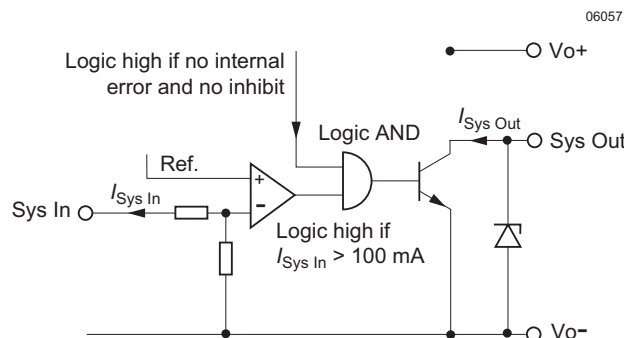 06057
Vo+
Logic high if no internal
error and no inhibit
Logic AND
I Sys Out
Sys Out
Ref.
+
I Sys In
Sys In
–
Logic high if
I Sys In > 100 mA
Vo–